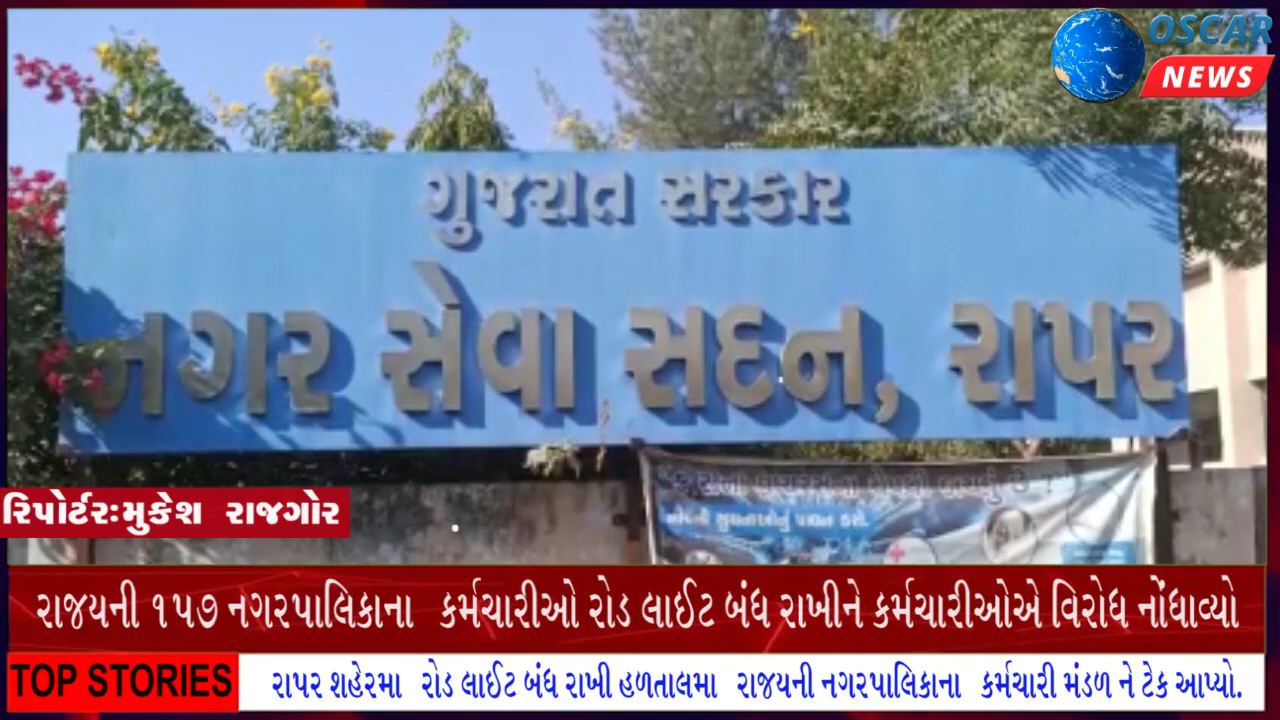 OSCAR
NEWS
ગુજરાત સરકાર
નગર સેવા સદન, રાપર
રિપોર્ટર:મુકેશ રાજગોર
રાજયની ૧૫૭ નગરપાલિકાના કર્મચારીઓ રોડ લાઈટ બંધ રાખીને કર્મચારીઓએ વિરોધ નોંધાવ્યો
TOP STORIES
રાપર શહેરમા રોડ લાઈટ બંધ રાખી હળતાલમા રાજયની નગરપાલિકાના કર્મચારી મંડળ ને ટેક આપ્યો.